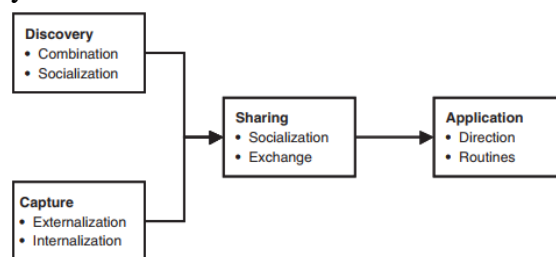 Discovery
• Combination
• Socialization
Sharing
• Socialization
• Exchange
Application
• Direction
• Routines
Capture
• Externalization
• Internalization